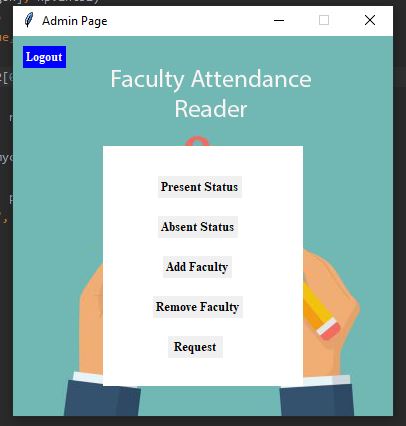 Admin Page
Logout
Faculty Attendance
Reader
Present Status
Absent Status
Add Faculty
Remove Faculty
Request